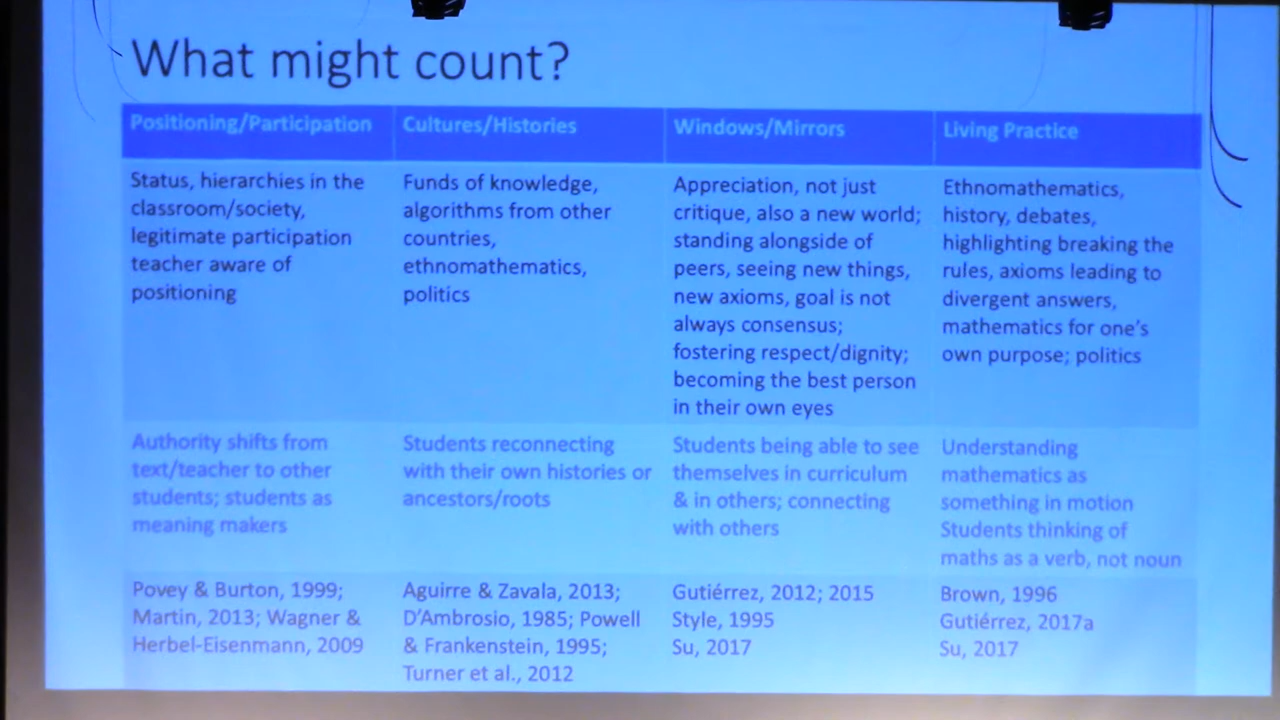 What might count?
Positioning/Participation
Cultures/Histories
Windows/Mirrors
Living Practice
Status, hierarchies in the
classroom/society,
legitimate participation
teacher aware of
positioning
Funds of knowledge,
algorithms from other
countries,
ethnomathematics,
politics
Appreciation, not just
critique, also a new world;
standing alongside of
peers, seeing new things,
new axioms, goal is not
always consensus;
fostering respect/dignity;
becoming the best person
in their own eyes
Ethnomathematics,
history, debates,
highlighting breaking the
rules, axioms leading to
divergent answers,
mathematics for one’s
own purpose; politics
Authority shifts from
text/teacher to other
students; students as
meaning makers
Students reconnecting
with their own histories or
ancestors/roots
Students being able to see
themselves in curriculum
& in others; connecting
with others
Understanding
mathematics as
something in motion
Students thinking of
maths as a verb, not noun
Povey & Burton, 1999;
Martin, 2013; Wagner &
Herbel-Eisenmann, 2009
Aguirre & Zavala, 2013;
D’Ambrosio, 1985; Powell
& Frankenstein, 1995;
Turner et al., 2012
Gutiérrez, 2012; 2015
Style, 1995
Su, 2017
Brown, 1996
Gutiérrez, 2017a
Su, 2017